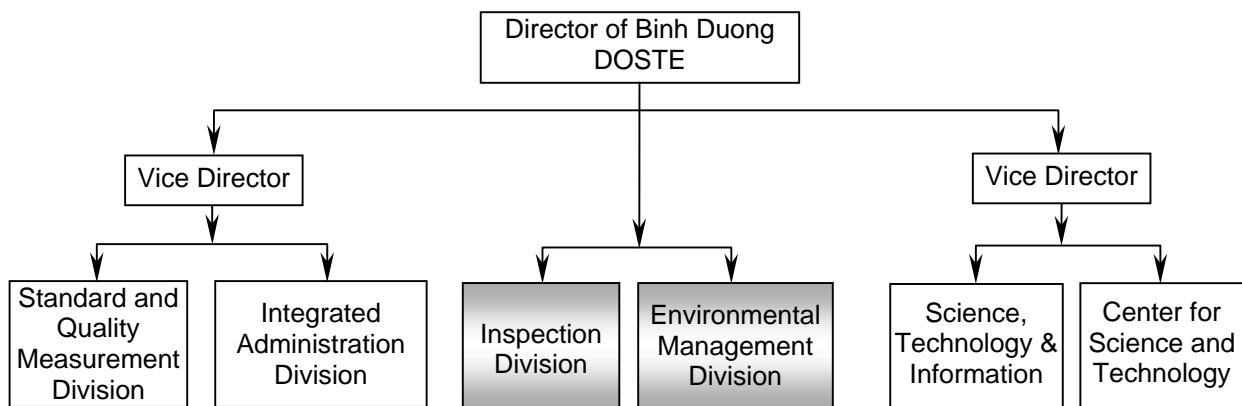 Director of Binh Duong
DOSTE
Vice Director
Vice Director
Standard and
Quality
Measurement
Division
Integrated
Administration
Division
Inspection
Division
Environmental
Management
Division
Science,
Technology &
Information
Center for
Science and
Technology